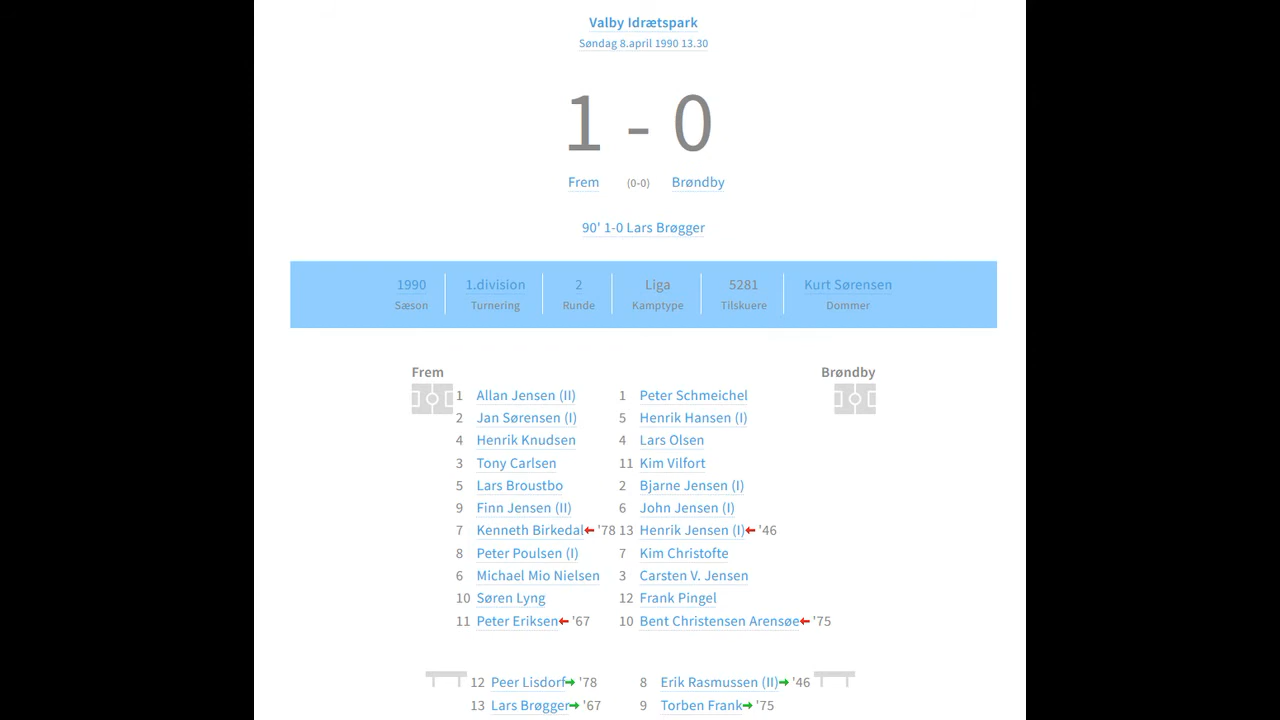 Valby Idrætspark
Søndag 8.april 1990 13.30
1 - 0
Frem (0-0) Brøndby
90' 1-0 Lars Brøgger
1990 1.division 2 Liga 5281 Kurt Sørensen
Sæson Turnering Runde Kamptype Tilskuere Dommer
Frem Brøndby
1 Allan Jensen (II) 1 Peter Schmeichel
2 Jan Sørensen (I) 5 Henrik Hansen (I)
4 Henrik Knudsen 4 Lars Olsen
3 Tony Carlsen 11 Kim Vilfort
5 Lars Broustbo 2 Bjarne Jensen (I)
9 Finn Jensen (II) 6 John Jensen (I)
7 Kenneth Birkedal '78 13 Henrik Jensen (I) '46
8 Peter Poulsen (I) 7 Kim Christofte
6 Michael Mio Nielsen 3 Carsten V. Jensen
10 Søren Lyng 12 Frank Pingel
11 Peter Eriksen '67 10 Bent Christensen Arensøe '75
12 Peer Lisdorf '78 8 Erik Rasmussen (II) '46
13 Lars Brøgger '67 9 Torben Frank '75